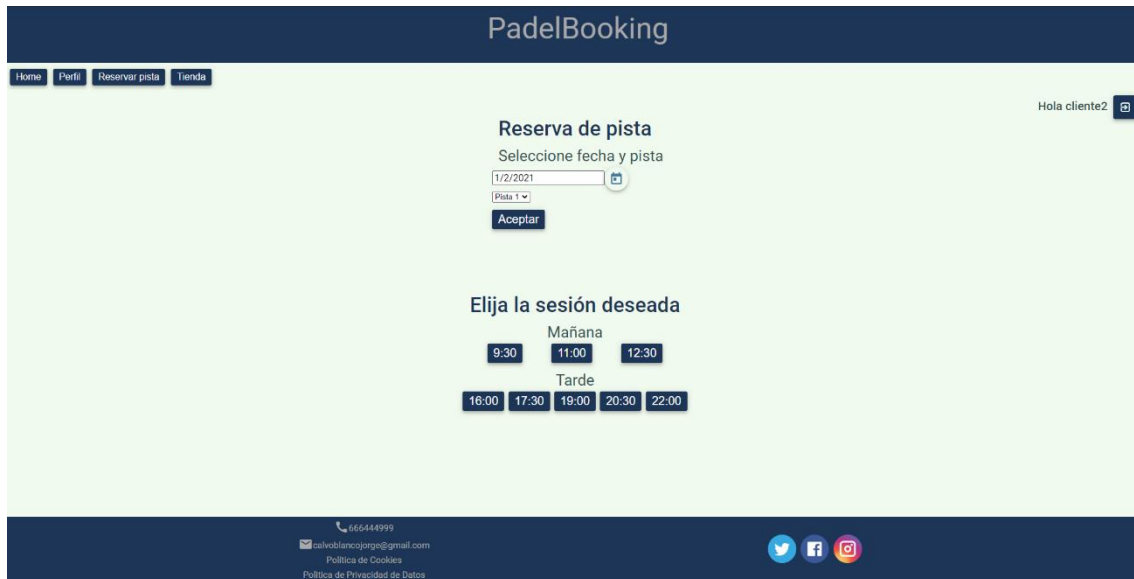 PadelBooking
Home Perfil Reservar pista Tienda
Hola cliente2
Reserva de pista
Seleccione fecha y pista
1/2/2021
Pista 1
Aceptar
Elija la sesión deseada
Mañana
9:30 11:00 12:30
Tarde
16:00 17:30 19:00 20:30 22:00
666444999
calvoblancojorge@gmail.com
Política de Cookies
Política de Privacidad de Datos